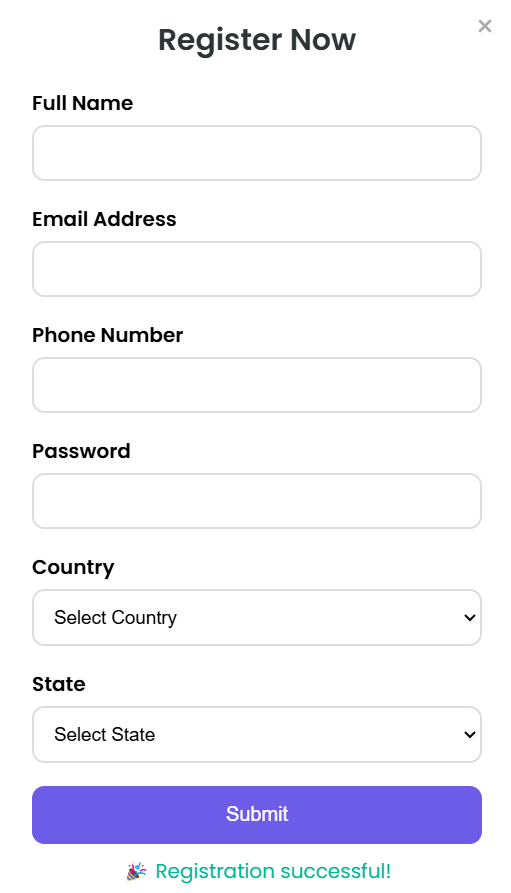 Register Now
×
Full Name
Email Address
Phone Number
Password
Country
Select Country
State
Select State
Submit
🎉 Registration successful!